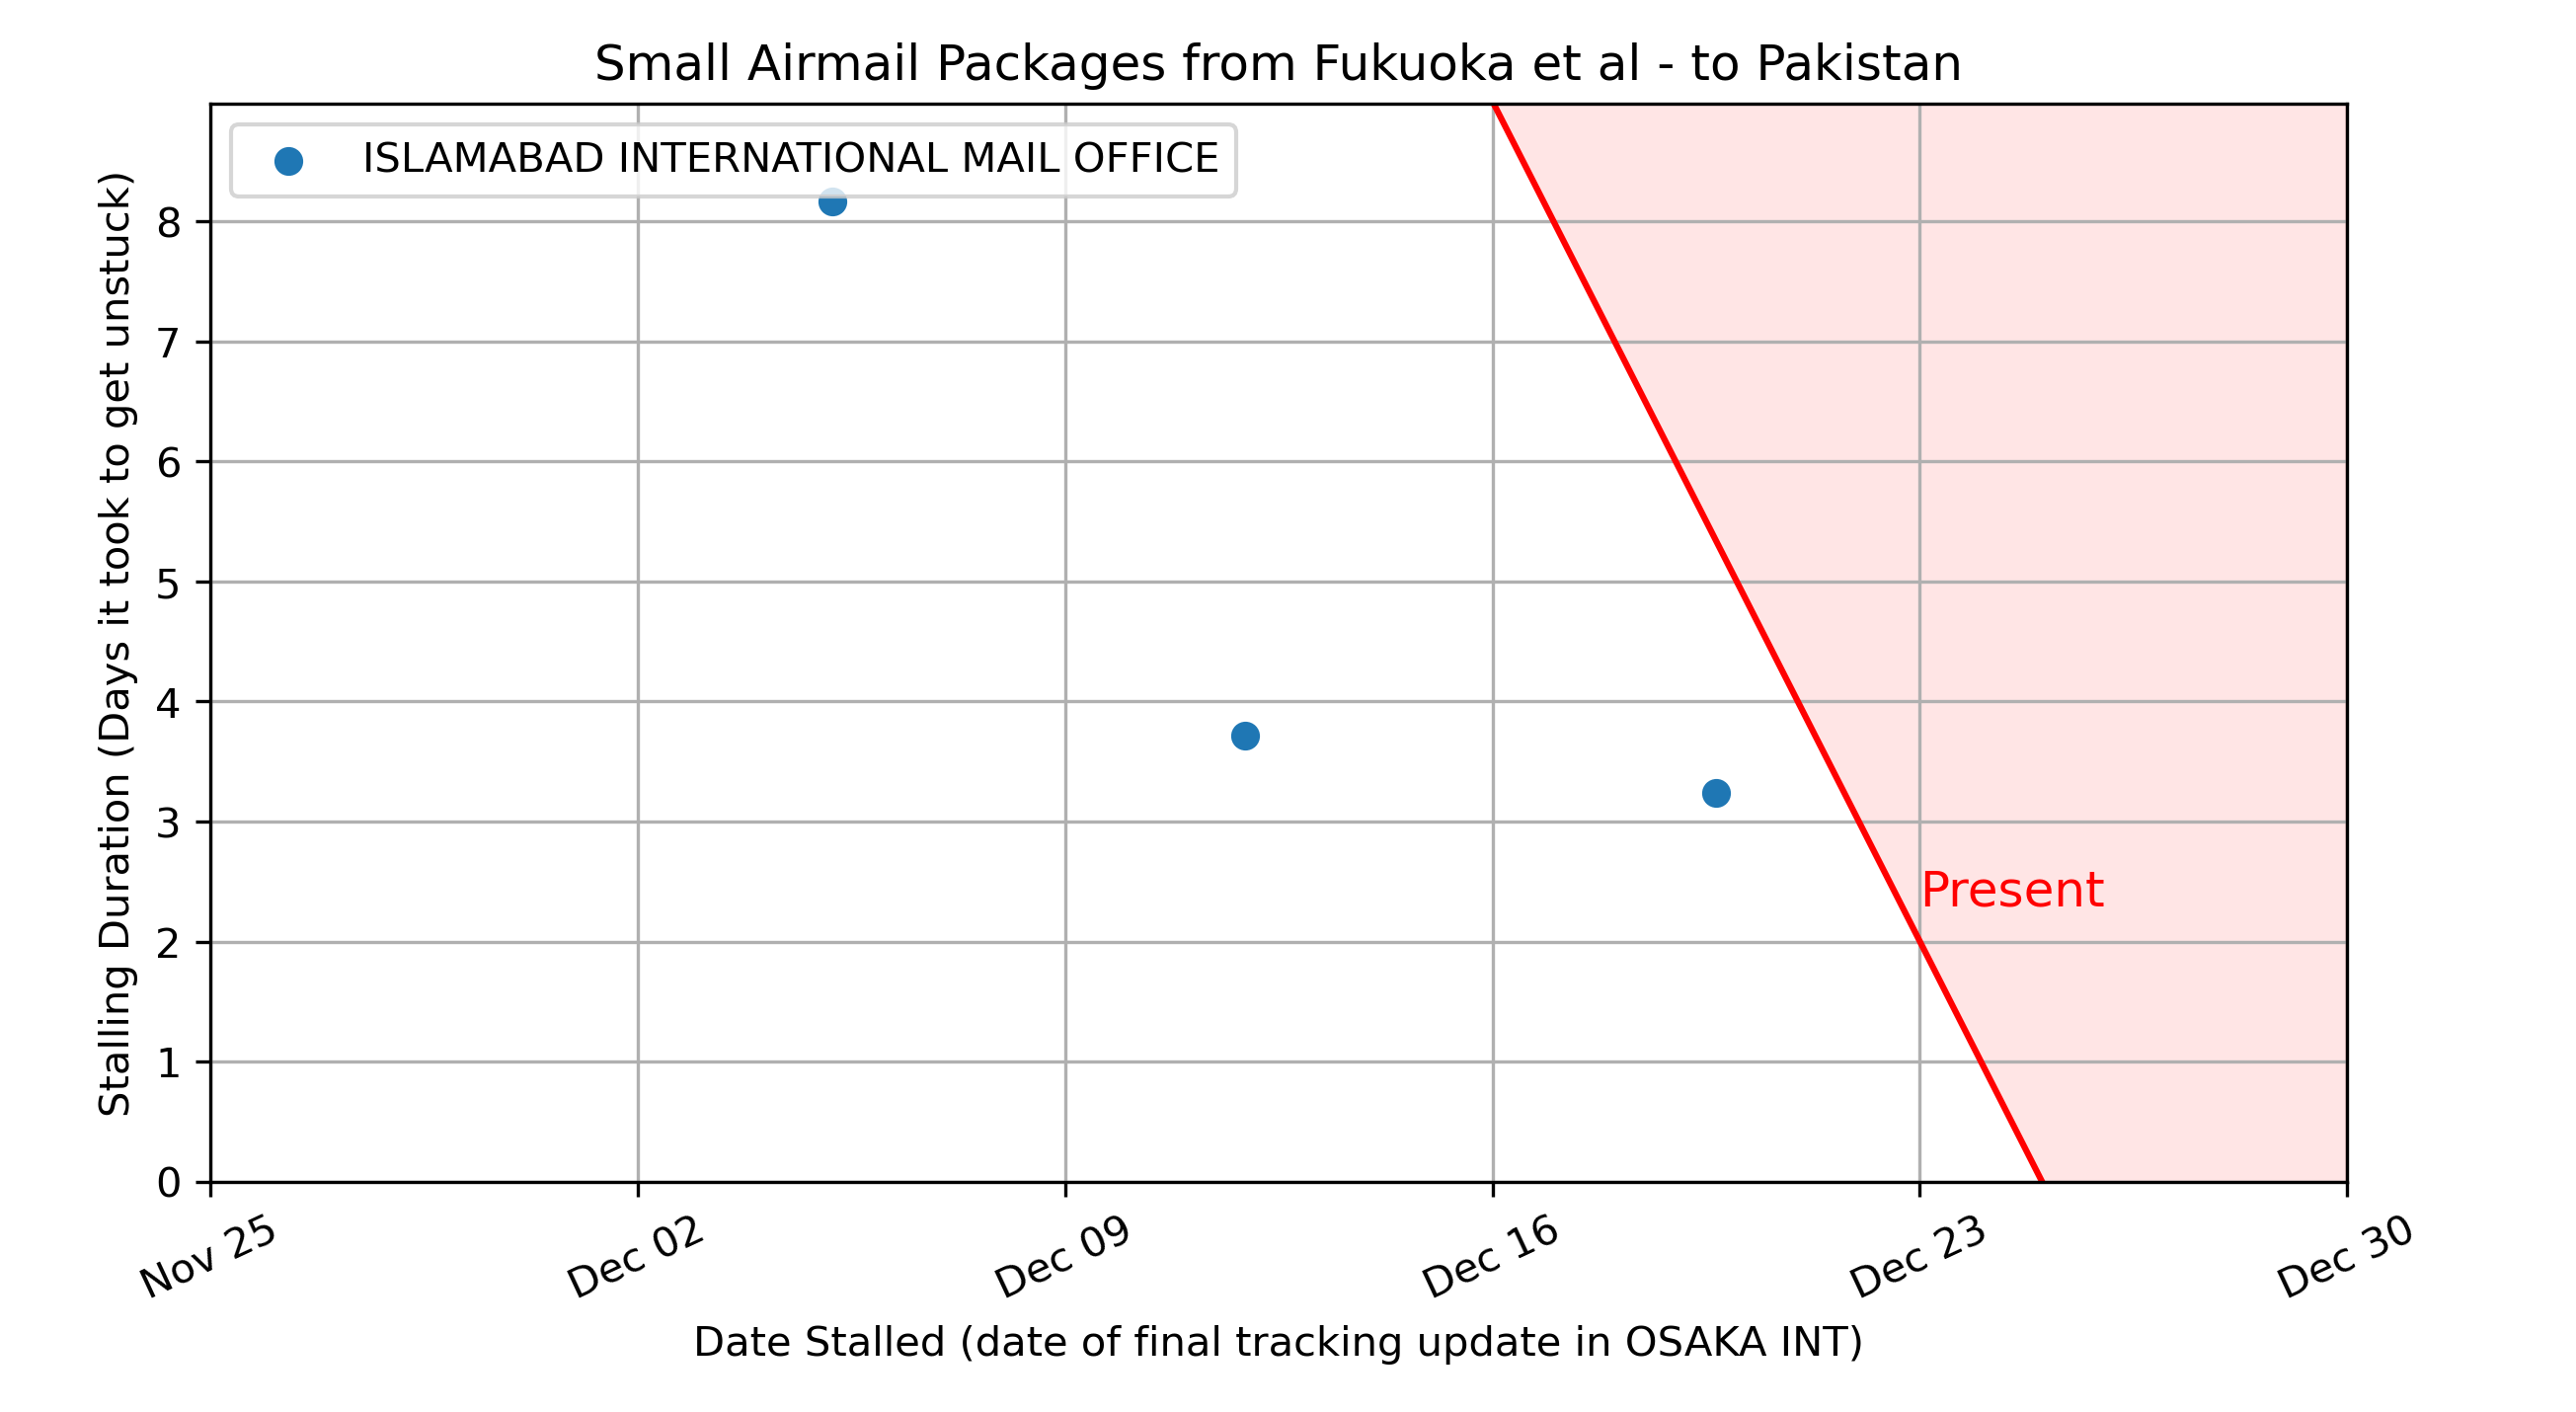 Small Airmail Packages from Fukuoka et al - to Pakistan
ISLAMABAD INTERNATIONAL MAIL OFFICE
Stalling Duration (Days it took to get unstuck)
8
7
6
5
4
3
2
1
0
Present
Nov 25
Dec 02
Dec 09
Dec 16
Dec 23
Dec 30
Date Stalled (date of final tracking update in OSAKA INT)